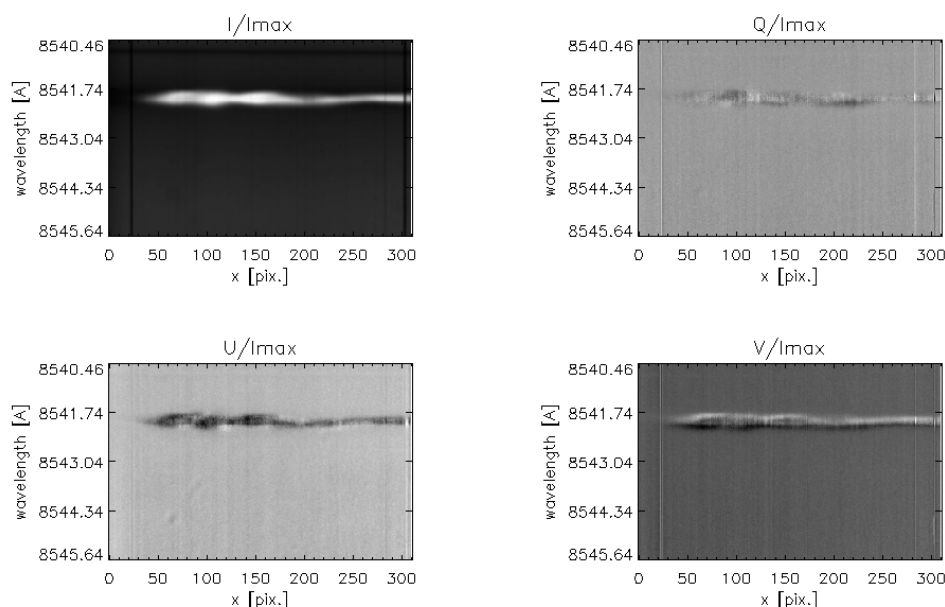 I/Imax
8540.46
8541.74
8543.04
8544.34
8545.64
wavelength [A]
0 50 100 150 200 250 300
x [pix.]
Q/Imax
8540.46
8541.74
8543.04
8544.34
8545.64
wavelength [A]
0 50 100 150 200 250 300
x [pix.]
U/Imax
8540.46
8541.74
8543.04
8544.34
8545.64
wavelength [A]
0 50 100 150 200 250 300
x [pix.]
V/Imax
8540.46
8541.74
8543.04
8544.34
8545.64
wavelength [A]
0 50 100 150 200 250 300
x [pix.]